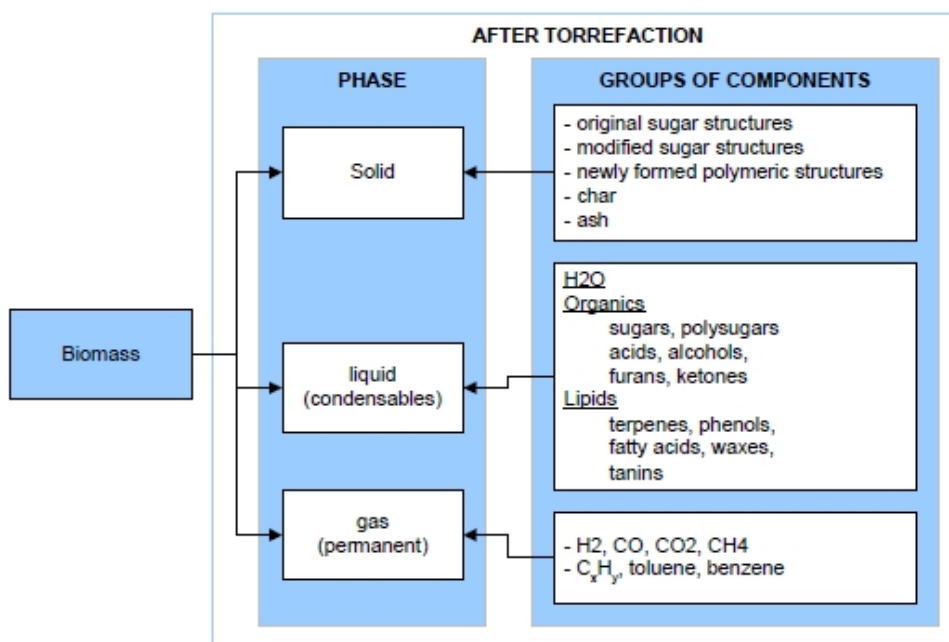 AFTER TORREFACTION
PHASE
GROUPS OF COMPONENTS
Biomass
Solid
- original sugar structures
- modified sugar structures
- newly formed polymeric structures
- char
- ash
liquid
(condensables)
H2O
Organics
sugars, polysugars
acids, alcohols,
furans, ketones
Lipids
terpenes, phenols,
fatty acids, waxes,
tanins
gas
(permanent)
- H2, CO, CO2, CH4
- CxHy, toluene, benzene